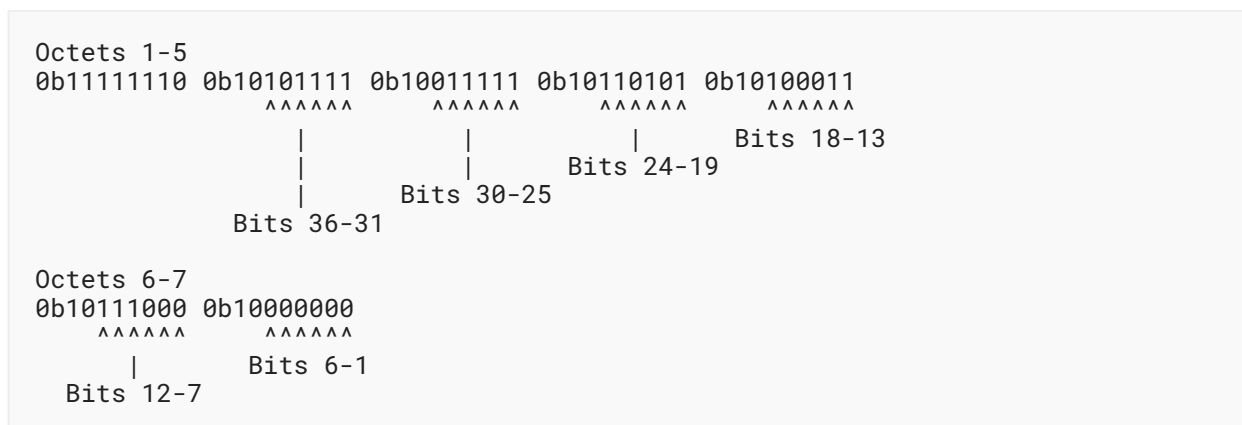 Octets 1-5
0b11111110 0b10101111 0b10011111 0b10110101 0b10100011
^^^^^^ ^^^^^^ ^^^^^^ ^^^^^^
| | | Bits 18-13
| | Bits 24-19
| Bits 30-25
Bits 36-31
Octets 6-7
0b10111000 0b10000000
^^^^^^ ^^^^^^
| Bits 6-1
Bits 12-7